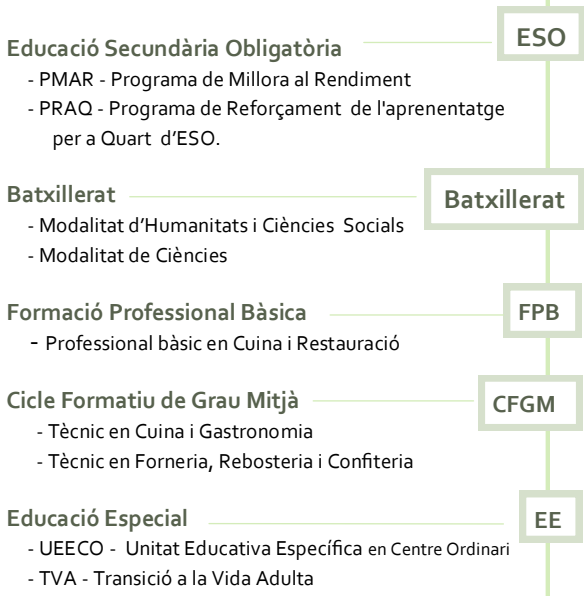 ESO
Educació Secundària Obligatòria
- PMAR - Programa de Millora al Rendiment
- PRAQ - Programa de Reforçament de l'aprenentatge
per a Quart d'ESO.
Batxillerat
Batxillerat
- Modalitat d'Humanitats i Ciències Socials
- Modalitat de Ciències
Formació Professional Bàsica
FPB
- Professional bàsic en Cuina i Restauració
Cicle Formatiu de Grau Mitjà
CFGM
- Tècnic en Cuina i Gastronomia
- Tècnic en Forneria, Rebosteria i Confiteria
Educació Especial
EE
- UEECO - Unitat Educativa Específica en Centre Ordinari
- TVA - Transició a la Vida Adulta